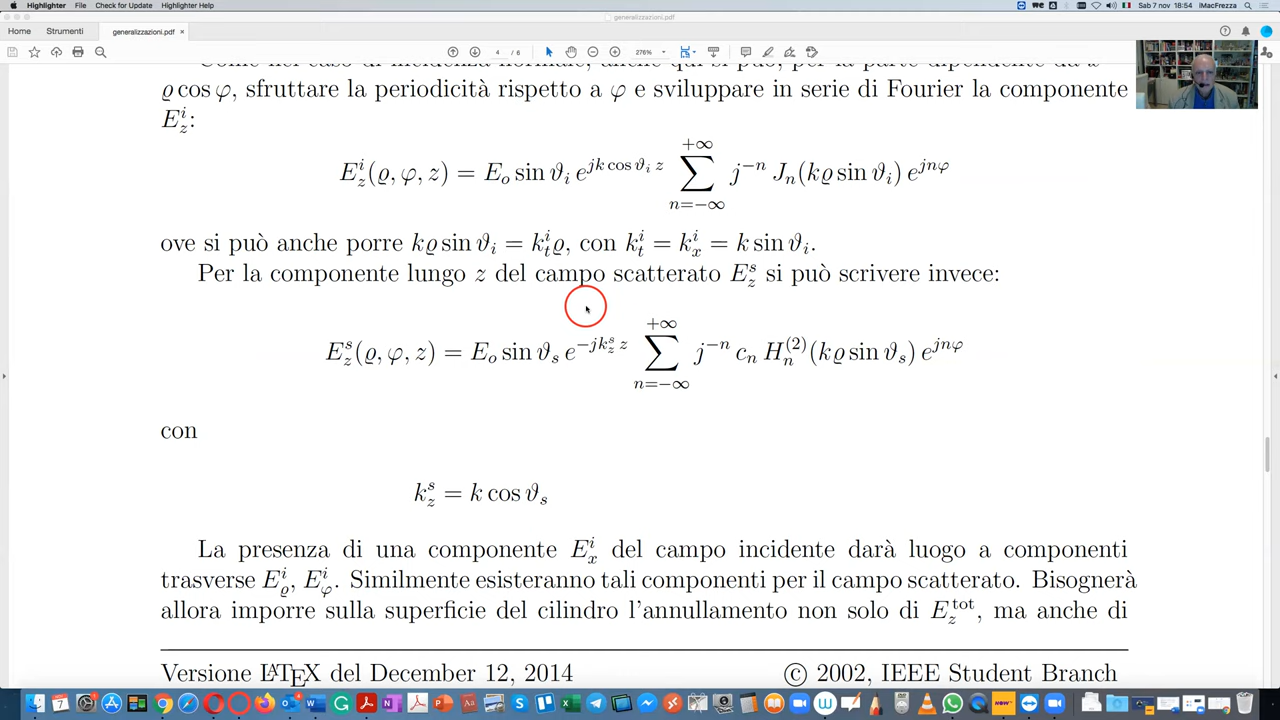 Highlighter File Check for Update Highlighter Help Sab 7 nov 18:54 iMacFrezza
generalizzazioni.pdf
Home Strumenti generalizzazioni.pdf ×
4 / 6 276%
ϱ cos φ, sfruttare la periodicità rispetto a φ e sviluppare in serie di Fourier la componente
E_z^i:
E_z^i(ϱ, φ, z) = E_o sin ϑ_i e^{jk cos ϑ_i z} ∑_{n=−∞}^{+∞} j^{−n} J_n(kϱ sin ϑ_i) e^{jnφ}
ove si può anche porre kϱ sin ϑ_i = k_t^i ϱ, con k_t^i = k_x^i = k sin ϑ_i.
Per la componente lungo z del campo scatterato E_z^s si può scrivere invece:
E_z^s(ϱ, φ, z) = E_o sin ϑ_s e^{−jk_z^s z} ∑_{n=−∞}^{+∞} j^{−n} c_n H_n^{(2)}(kϱ sin ϑ_s) e^{jnφ}
con
k_z^s = k cos ϑ_s
La presenza di una componente E_x^i del campo incidente darà luogo a componenti
trasverse E_ϱ^i, E_φ^i. Similmente esisteranno tali componenti per il campo scatterato. Bisognerà
allora imporre sulla superficie del cilindro l'annullamento non solo di E_z^{tot}, ma anche di
Versione LATEX del December 12, 2014 © 2002, IEEE Student Branch